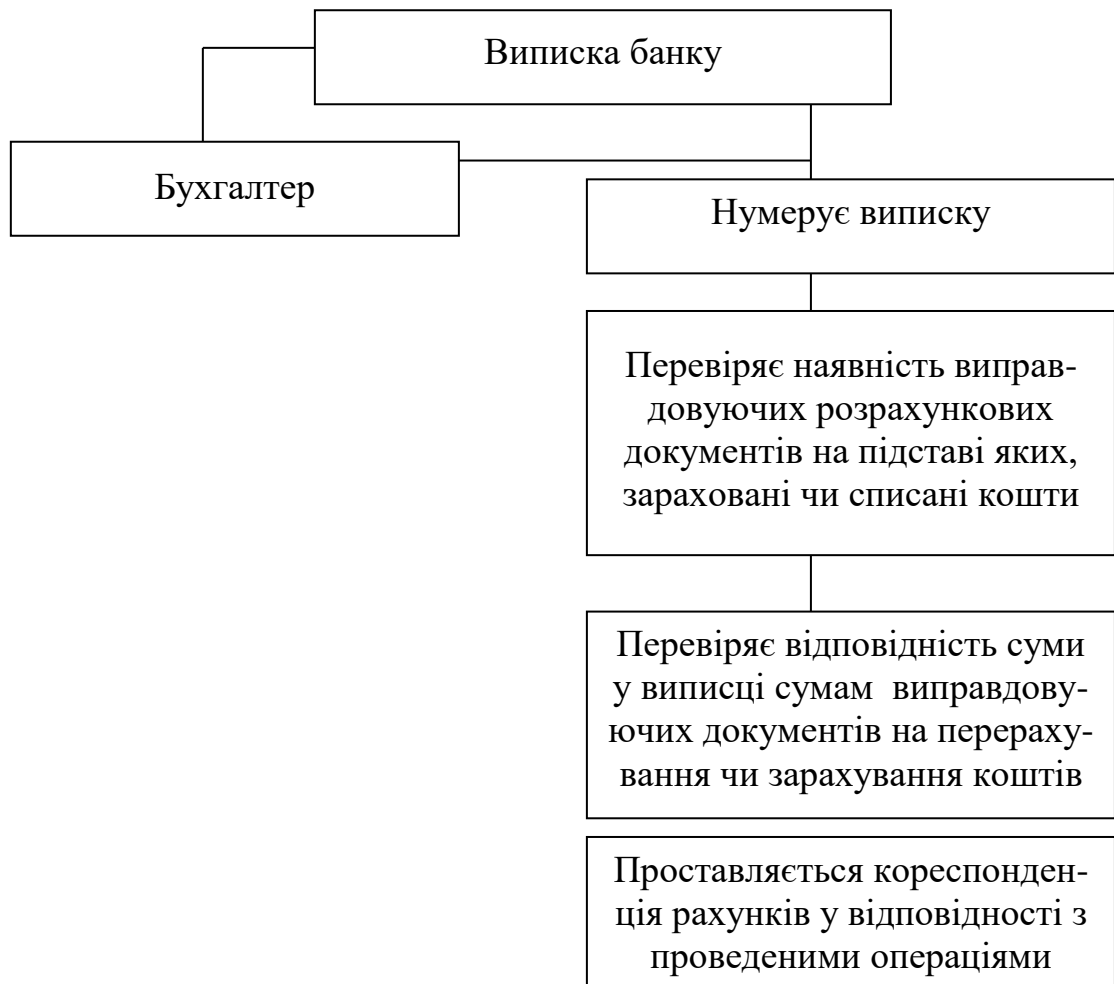 Виписка банку
Бухгалтер
Нумерує виписку
Перевіряє наявність виправ-
довуючих розрахункових
документів на підставі яких,
зараховані чи списані кошти
Перевіряє відповідність суми
у виписці сумам виправдову-
ючих документів на перераху-
вання чи зарахування коштів
Проставляється кореспонден-
ція рахунків у відповідності з
проведеними операціями